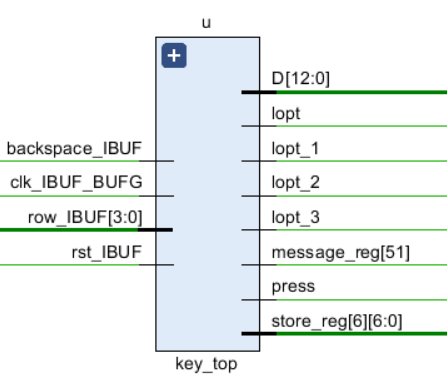 u
D[12:0]
lopt
backspace_IBUF
lopt_1
clk_IBUF_BUFG
lopt_2
row_IBUF[3:0]
lopt_3
rst_IBUF
message_reg[51]
press
store_reg[6][6:0]
key_top